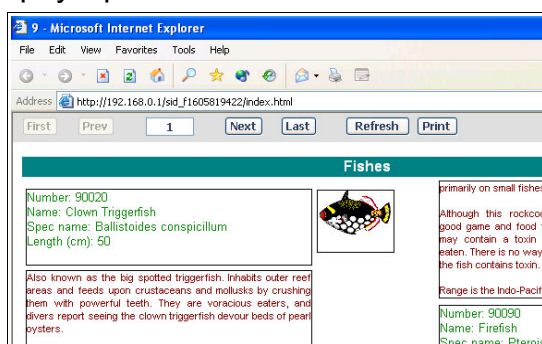 9 - Microsoft Internet Explorer
File Edit View Favorites Tools Help
Address http://192.168.0.1/sid_f1605819422/index.html
First Prev 1 Next Last Refresh Print
Fishes
Number: 90020
Name: Clown Triggerfish
Spec name: Ballistoides conspicillum
Length (cm): 50
Also known as the big spotted triggerfish. Inhabits outer reef
areas and feeds upon crustaceans and mollusks by crushing
them with powerful teeth. They are voracious eaters, and
divers report seeing the clown triggerfish devour beds of pearl
oysters.
primarily on small fishes
Although this rockco
good game and food
may contain a toxin
eaten. There is no way
the fish contains toxin.
Range is the Indo-Pacif
Number: 90090
Name: Firefish
Spec name: Pterois